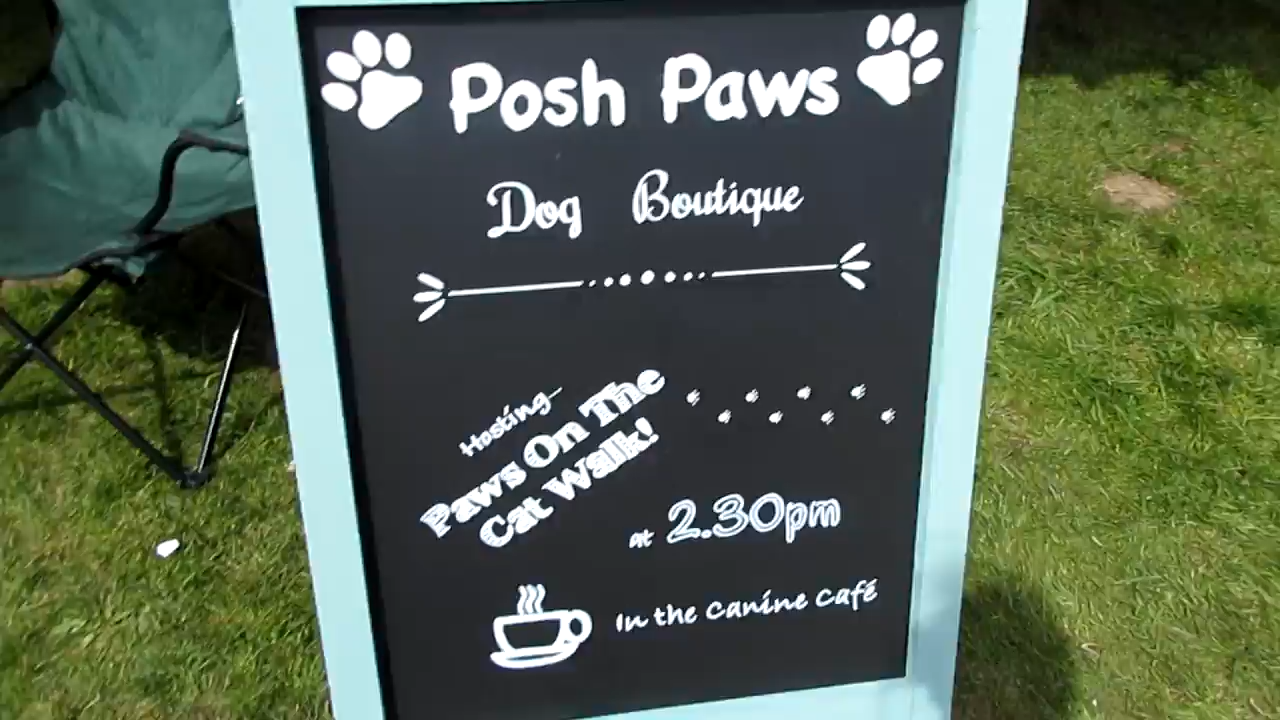 Posh Paws
Dog Boutique
Hosting
Paws On The
Cat Walk!
at 2.30pm
In the Canine Café